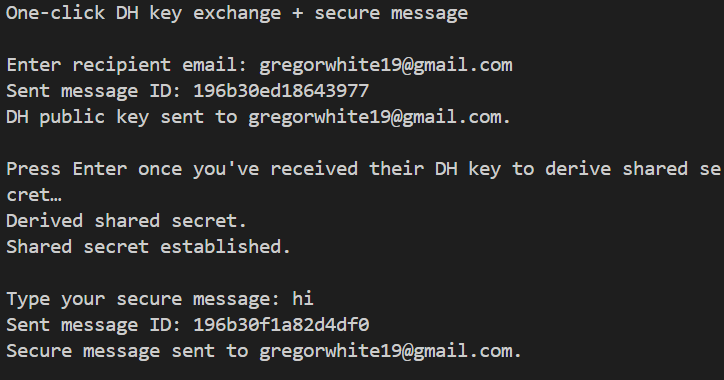 One-click DH key exchange + secure message
Enter recipient email: gregorwhite19@gmail.com
Sent message ID: 196b30ed18643977
DH public key sent to gregorwhite19@gmail.com.
Press Enter once you've received their DH key to derive shared se
cret…
Derived shared secret.
Shared secret established.
Type your secure message: hi
Sent message ID: 196b30f1a82d4df0
Secure message sent to gregorwhite19@gmail.com.